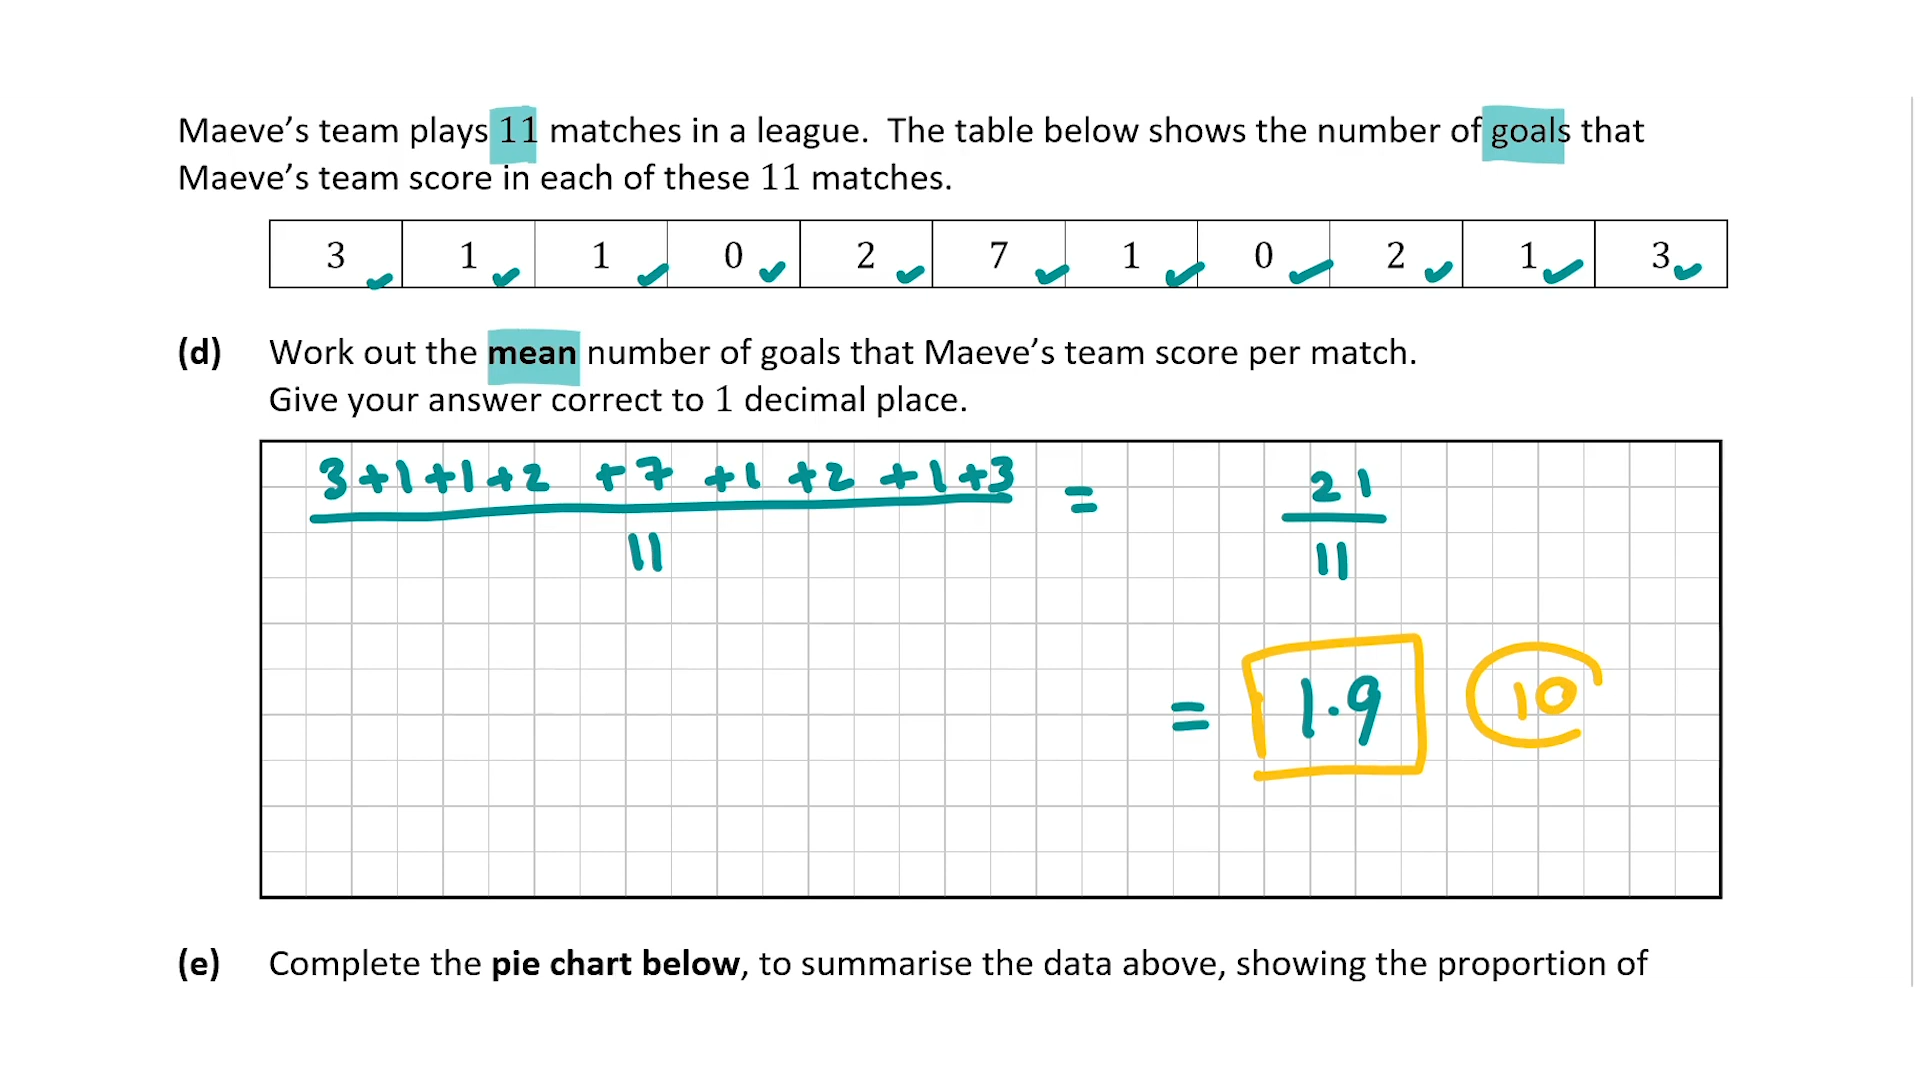 Maeve’s team plays 11 matches in a league. The table below shows the number of goals that
Maeve’s team score in each of these 11 matches.
3 1 1 0 2 7 1 0 2 1 3
(d) Work out the mean number of goals that Maeve’s team score per match.
Give your answer correct to 1 decimal place.
3+1+1+2 +7 +1 +2 +1+3 = 21
11 11
= 1.9 10
(e) Complete the pie chart below, to summarise the data above, showing the proportion of